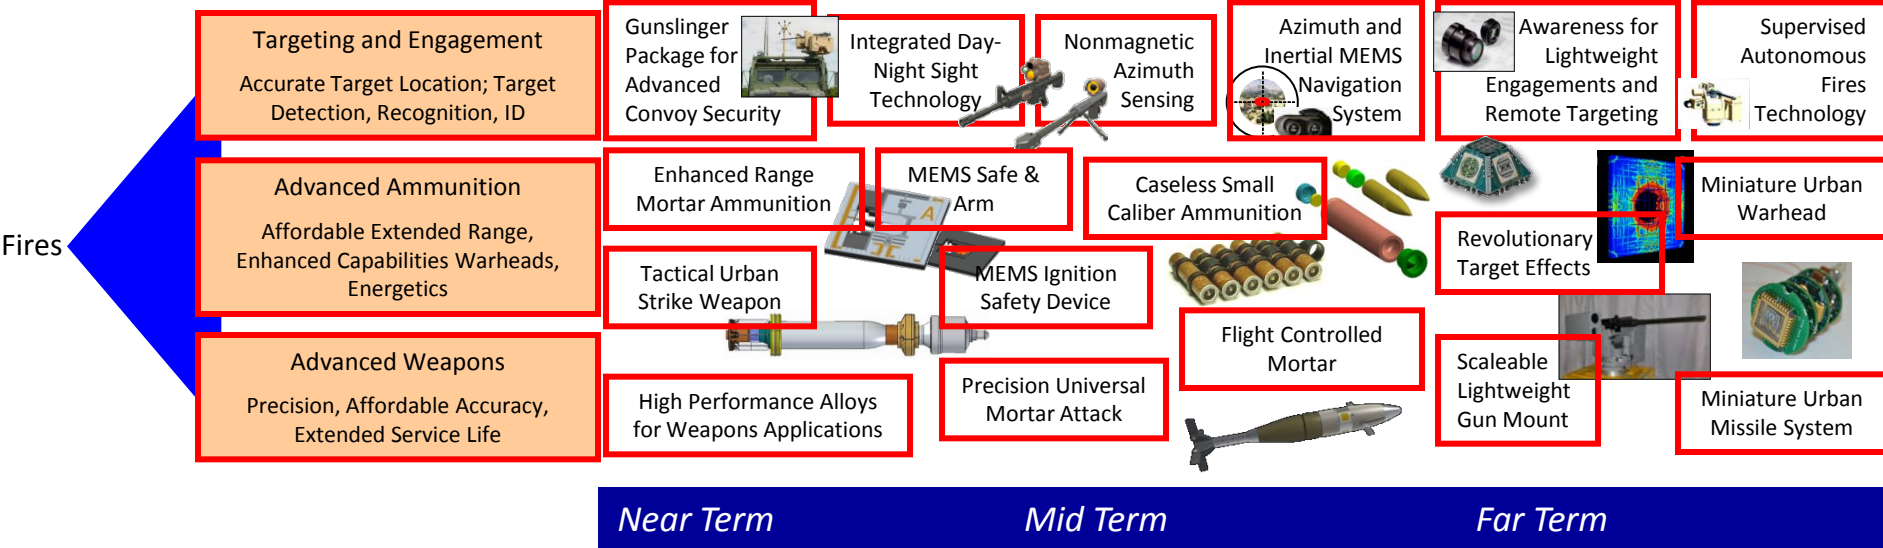 Fires
Targeting and Engagement
Accurate Target Location; Target
Detection, Recognition, ID
Advanced Ammunition
Affordable Extended Range,
Enhanced Capabilities Warheads,
Energetics
Advanced Weapons
Precision, Affordable Accuracy,
Extended Service Life
Gunslinger
Package for
Advanced
Convoy Security
Integrated Day-
Night Sight
Technology
Nonmagnetic
Azimuth
Sensing
Azimuth and
Inertial MEMS
Navigation
System
Awareness for
Lightweight
Engagements and
Remote Targeting
Supervised
Autonomous
Fires
Technology
Enhanced Range
Mortar Ammunition
MEMS Safe &
Arm
A
Caseless Small
Caliber Ammunition
Miniature Urban
Warhead
Revolutionary
Target Effects
Tactical Urban
Strike Weapon
MEMS Ignition
Safety Device
Flight Controlled
Mortar
Scaleable
Lightweight
Gun Mount
High Performance Alloys
for Weapons Applications
Precision Universal
Mortar Attack
Miniature Urban
Missile System
Near Term
Mid Term
Far Term